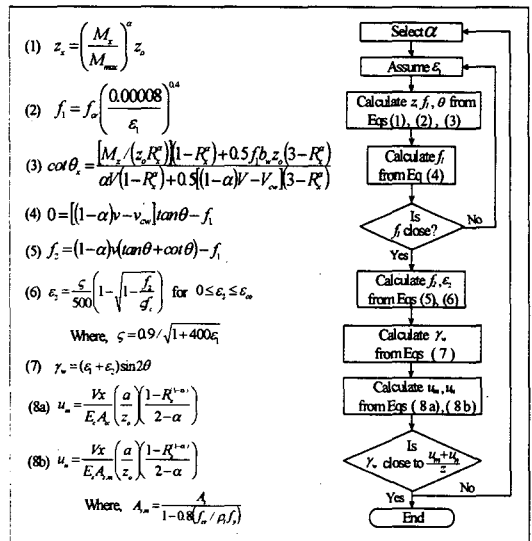 (1) z_x = (M_x / M_max)^α z_o
(2) f_1 = f_cr (0.00008 / ε_1)^0.4
(3) cot θ_x = [M_x/(z_o R_x^α)](1−R_x^α)+0.5 f_1 b_w z_o (3−R_x^α) / αV(1−R_x^α)+0.5[(1−α)V−V_cw](3−R_x^α)
(4) 0=[(1−α)v−v_cw]tanθ−f_1
(5) f_2=(1−α)v(tanθ+cotθ)−f_1
(6) ε_2 = ς/500 (1−√(1−f_2/ςf_c)) for 0≤ε_2≤ε_co
Where, ς=0.9/√1+400ε_1
(7) γ_w=(ε_1+ε_2)sin2θ
(8a) u_m = Vx/E_sA_st (a/z_o)((1−R_x^(1−α))/2−α)
(8b) u_n = Vx/E_sA_s,m (a/z_o)((1−R_x^(1−α))/2−α)
Where, A_s,m = A_s / 1−0.8(f_cr/ρ_s f_y)
Select α
Assume ε_1
Calculate z, f_1, θ from
Eqs (1), (2), (3)
Calculate f_1
from Eq (4)
Is
f_1 close?
No
Yes
Calculate f_2, ε_2
from Eqs (5), (6)
Calculate γ_w
from Eqs (7)
Calculate u_m, u_n
from Eqs (8a), (8b)
Is
γ_w close to u_m+u_n / z
No
Yes
End